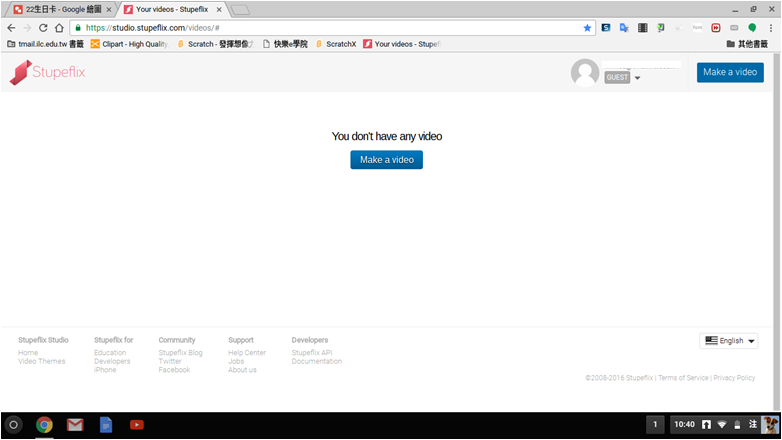 22生日卡 - Google 繪圖
Your videos - Stupeflix
https://studio.stupeflix.com/videos/#
tmail.ilc.edu.tw 書籤
Clipart - High Quality
Scratch - 發揮想像
快樂e學院
ScratchX
Your videos - Stupef
其他書籤
Stupeflix
GUEST
Make a video
You don't have any video
Make a video
Stupeflix Studio
Home
Video Themes
Stupeflix for
Education
Developers
iPhone
Community
Stupeflix Blog
Twitter
Facebook
Support
Help Center
Jobs
About us
Developers
Stupeflix API
Documentation
English
©2008-2016 Stupeflix | Terms of Service | Privacy Policy
1
10:40
注